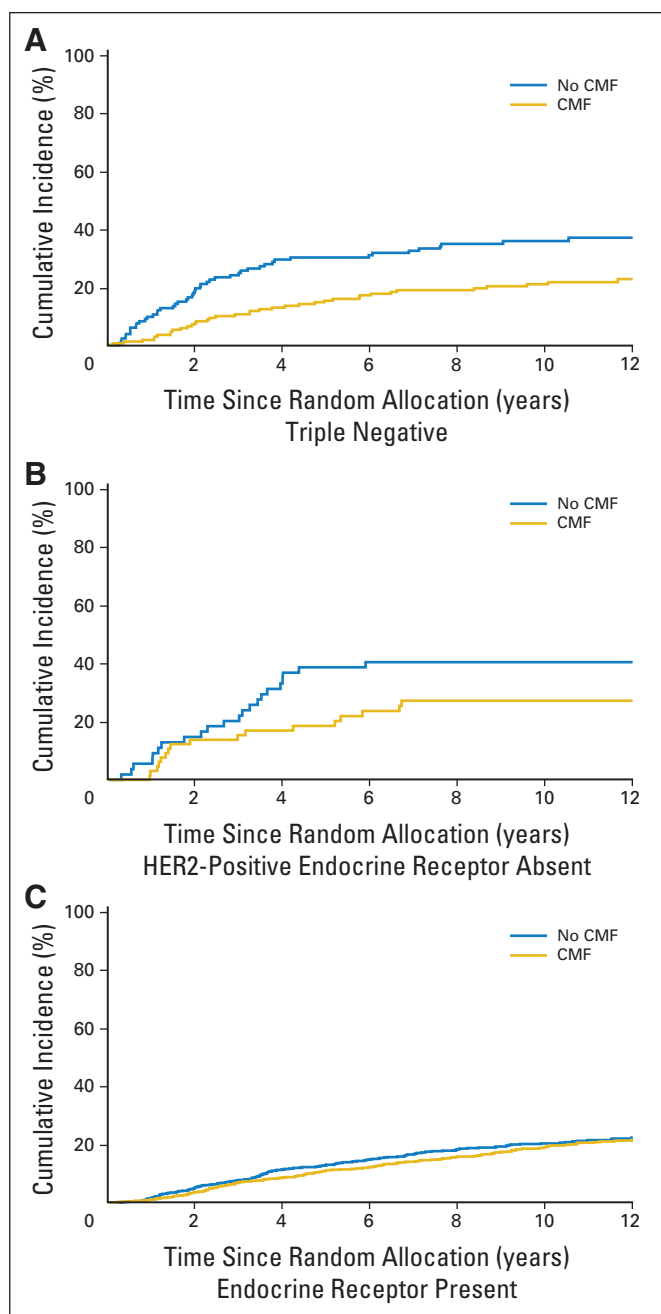 A
Cumulative Incidence (%)
100
80
60
40
20
0
2
4
6
8
10
12
No CMF
CMF
Time Since Random Allocation (years)
Triple Negative
B
Cumulative Incidence (%)
100
80
60
40
20
0
2
4
6
8
10
12
No CMF
CMF
Time Since Random Allocation (years)
HER2-Positive Endocrine Receptor Absent
C
Cumulative Incidence (%)
100
80
60
40
20
0
2
4
6
8
10
12
No CMF
CMF
Time Since Random Allocation (years)
Endocrine Receptor Present